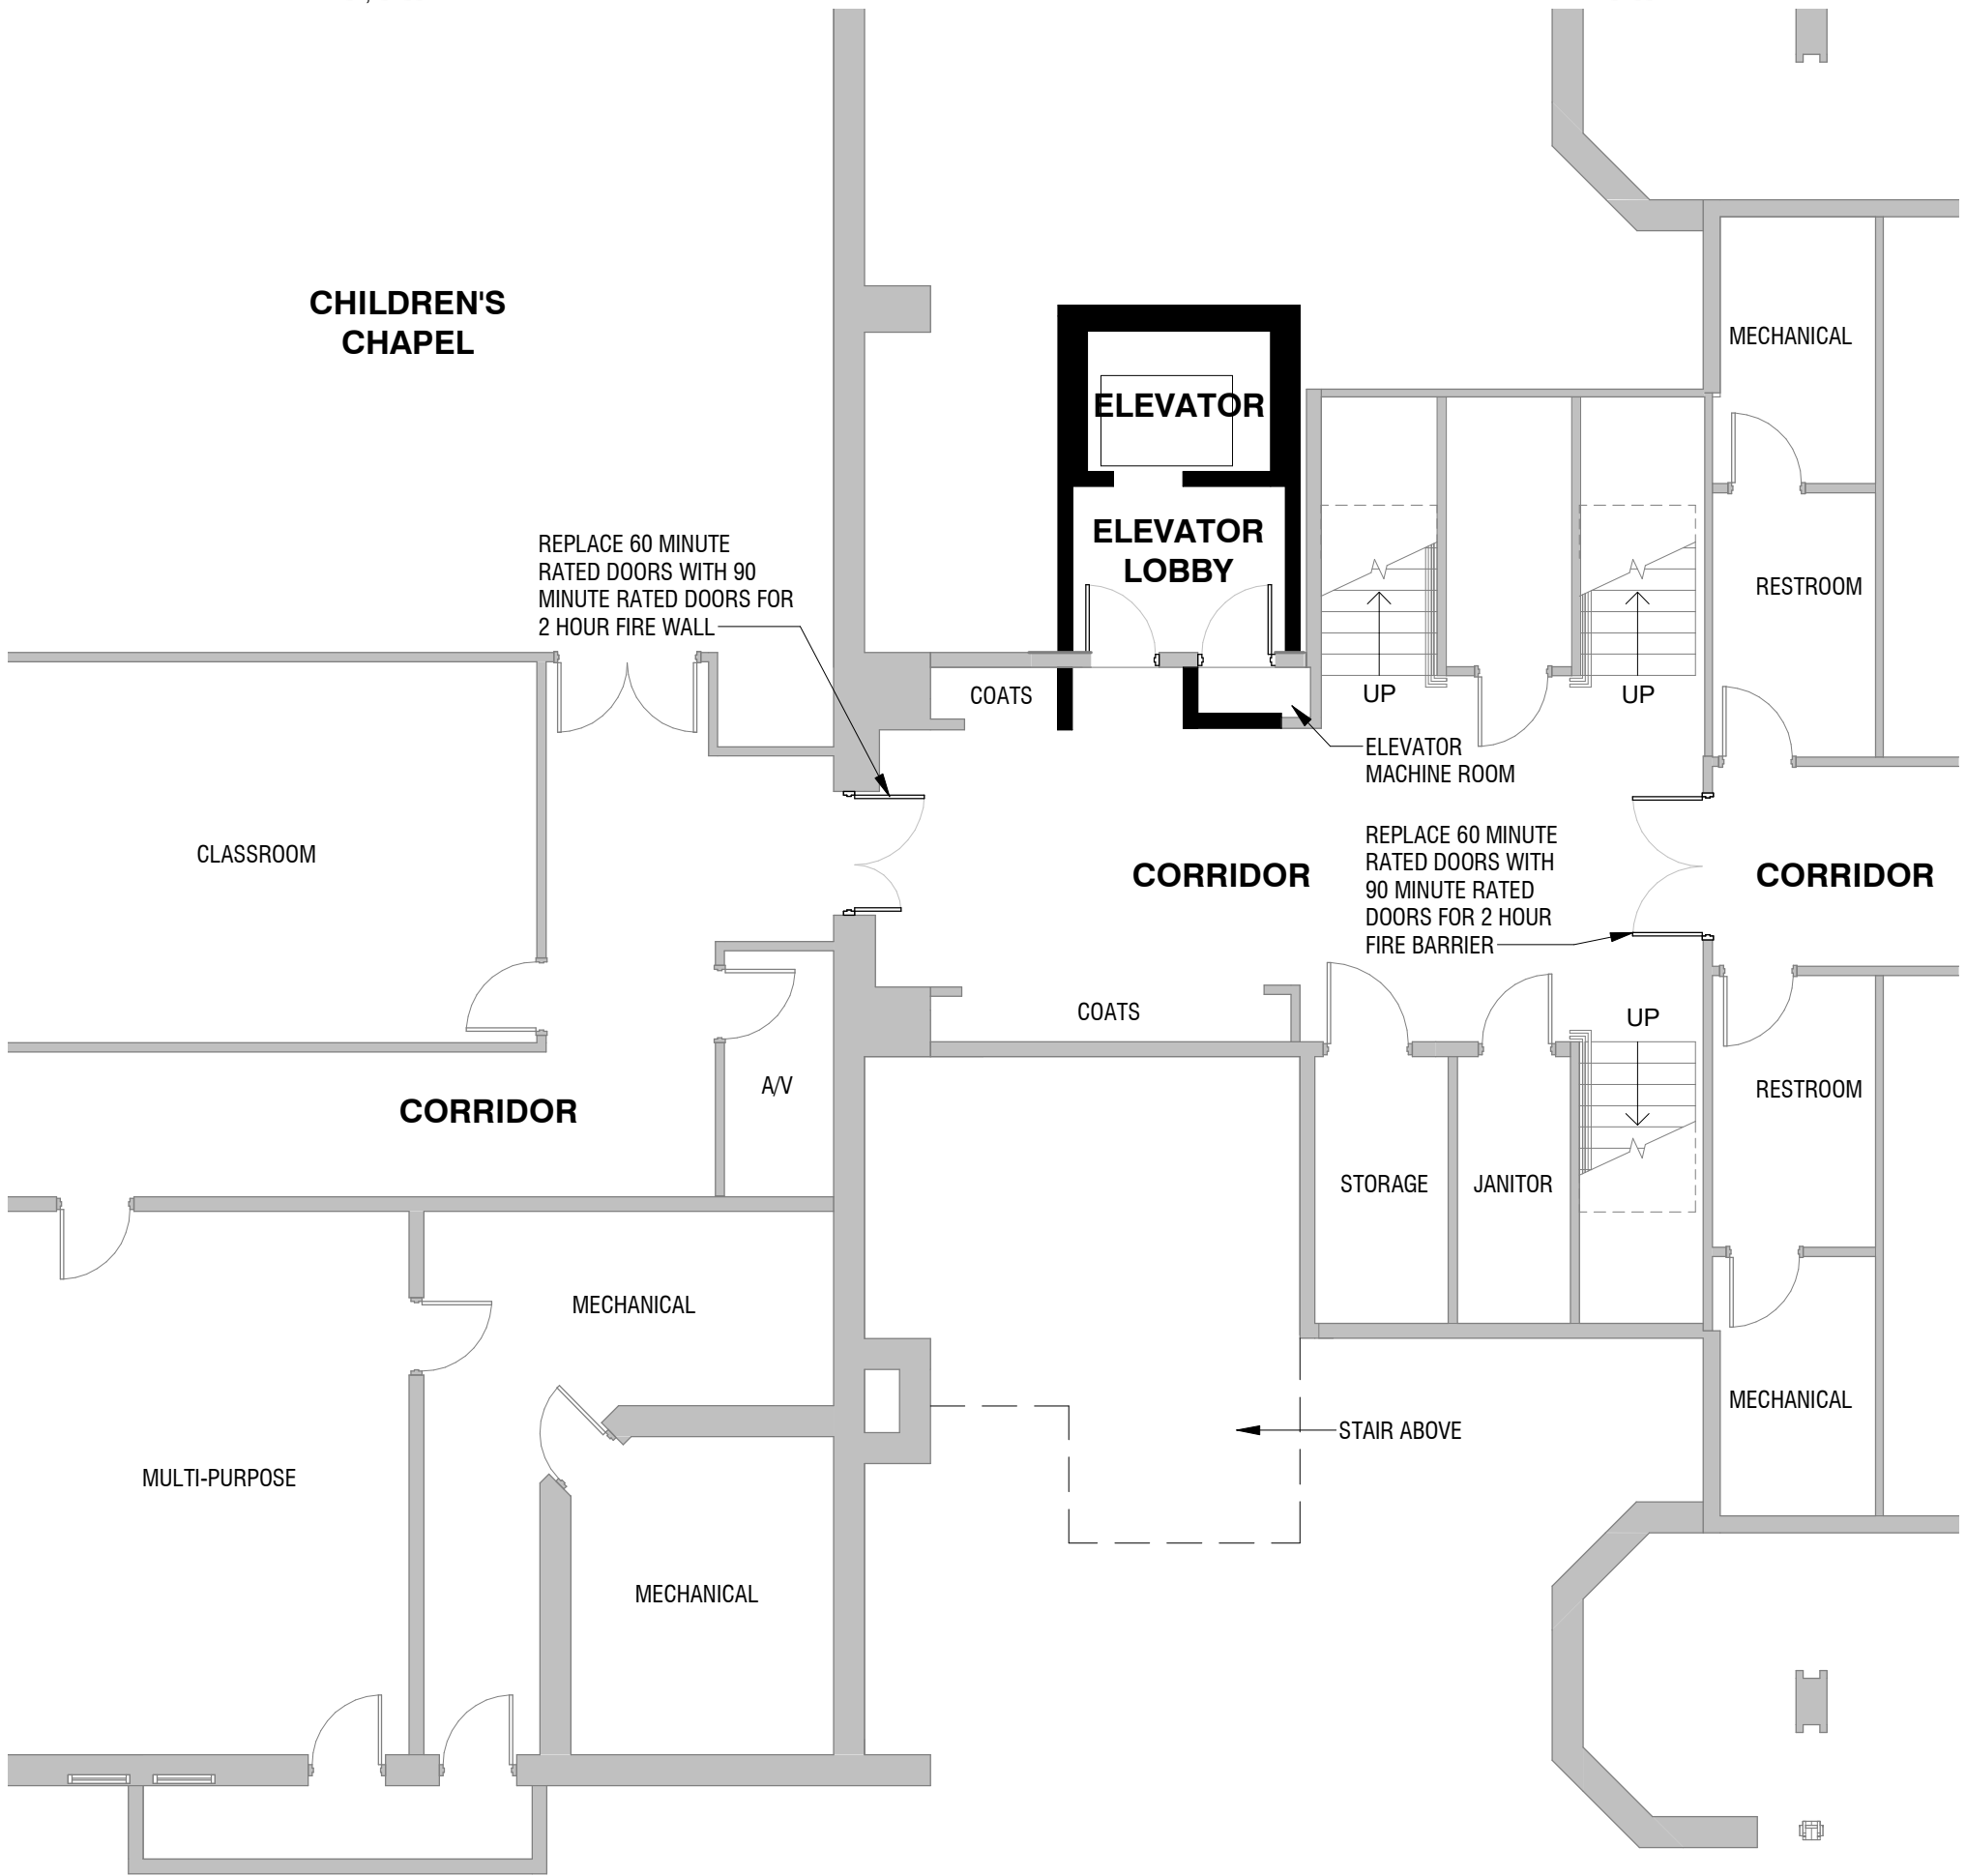 CHILDREN'S
CHAPEL
MECHANICAL
ELEVATOR
ELEVATOR
LOBBY
REPLACE 60 MINUTE
RATED DOORS WITH 90
MINUTE RATED DOORS FOR
2 HOUR FIRE WALL
RESTROOM
COATS
UP
UP
ELEVATOR
MACHINE ROOM
CLASSROOM
CORRIDOR
REPLACE 60 MINUTE
RATED DOORS WITH
90 MINUTE RATED
DOORS FOR 2 HOUR
FIRE BARRIER
CORRIDOR
COATS
UP
A/V
CORRIDOR
RESTROOM
STORAGE
JANITOR
MECHANICAL
MECHANICAL
STAIR ABOVE
MULTI-PURPOSE
MECHANICAL